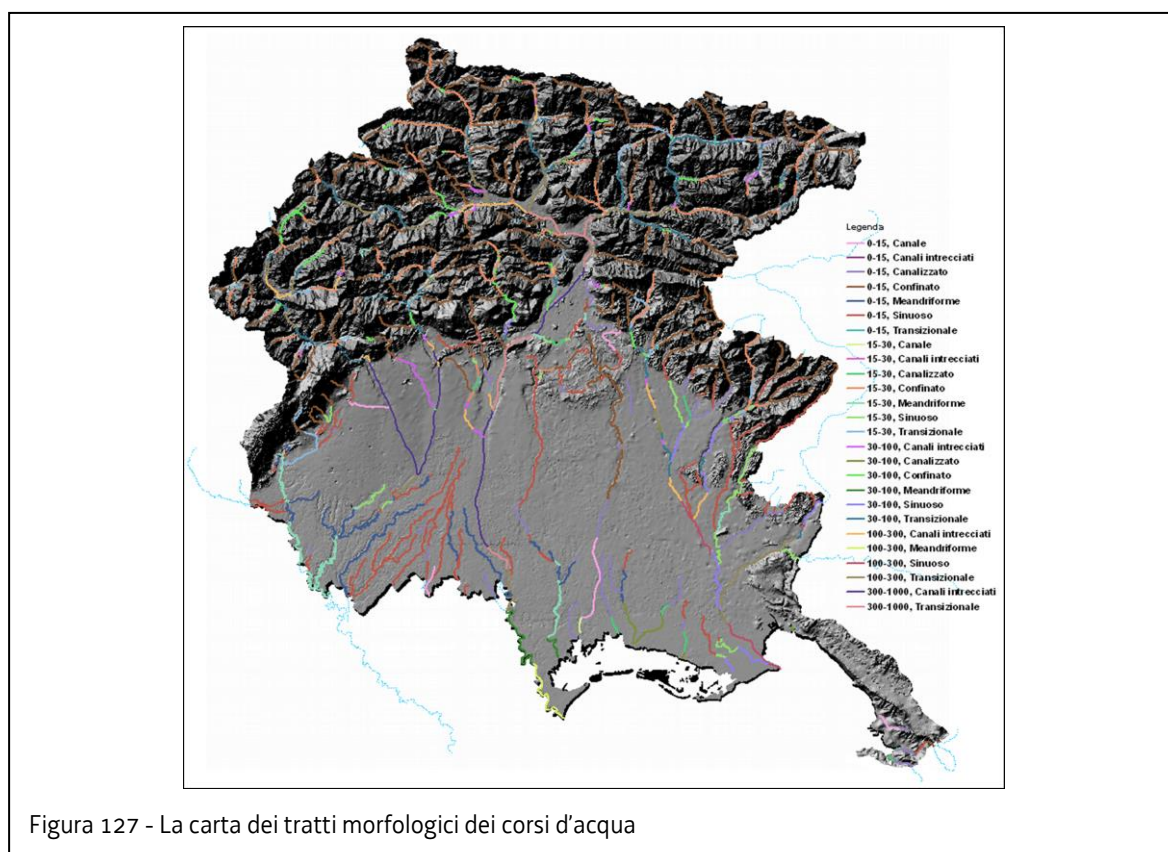 Legenda
0-15, Canale
0-15, Canali intrecciati
0-15, Canalizzato
0-15, Confinato
0-15, Meandriforme
0-15, Sinuoso
0-15, Transizionale
15-30, Canale
15-30, Canali intrecciati
15-30, Canalizzato
15-30, Confinato
15-30, Meandriforme
15-30, Sinuoso
15-30, Transizionale
30-100, Canali intrecciati
30-100, Canalizzato
30-100, Confinato
30-100, Meandriforme
30-100, Sinuoso
30-100, Transizionale
100-300, Canali intrecciati
100-300, Meandriforme
100-300, Sinuoso
100-300, Transizionale
300-1000, Canali intrecciati
300-1000, Transizionale
Figura 127 - La carta dei tratti morfologici dei corsi d'acqua